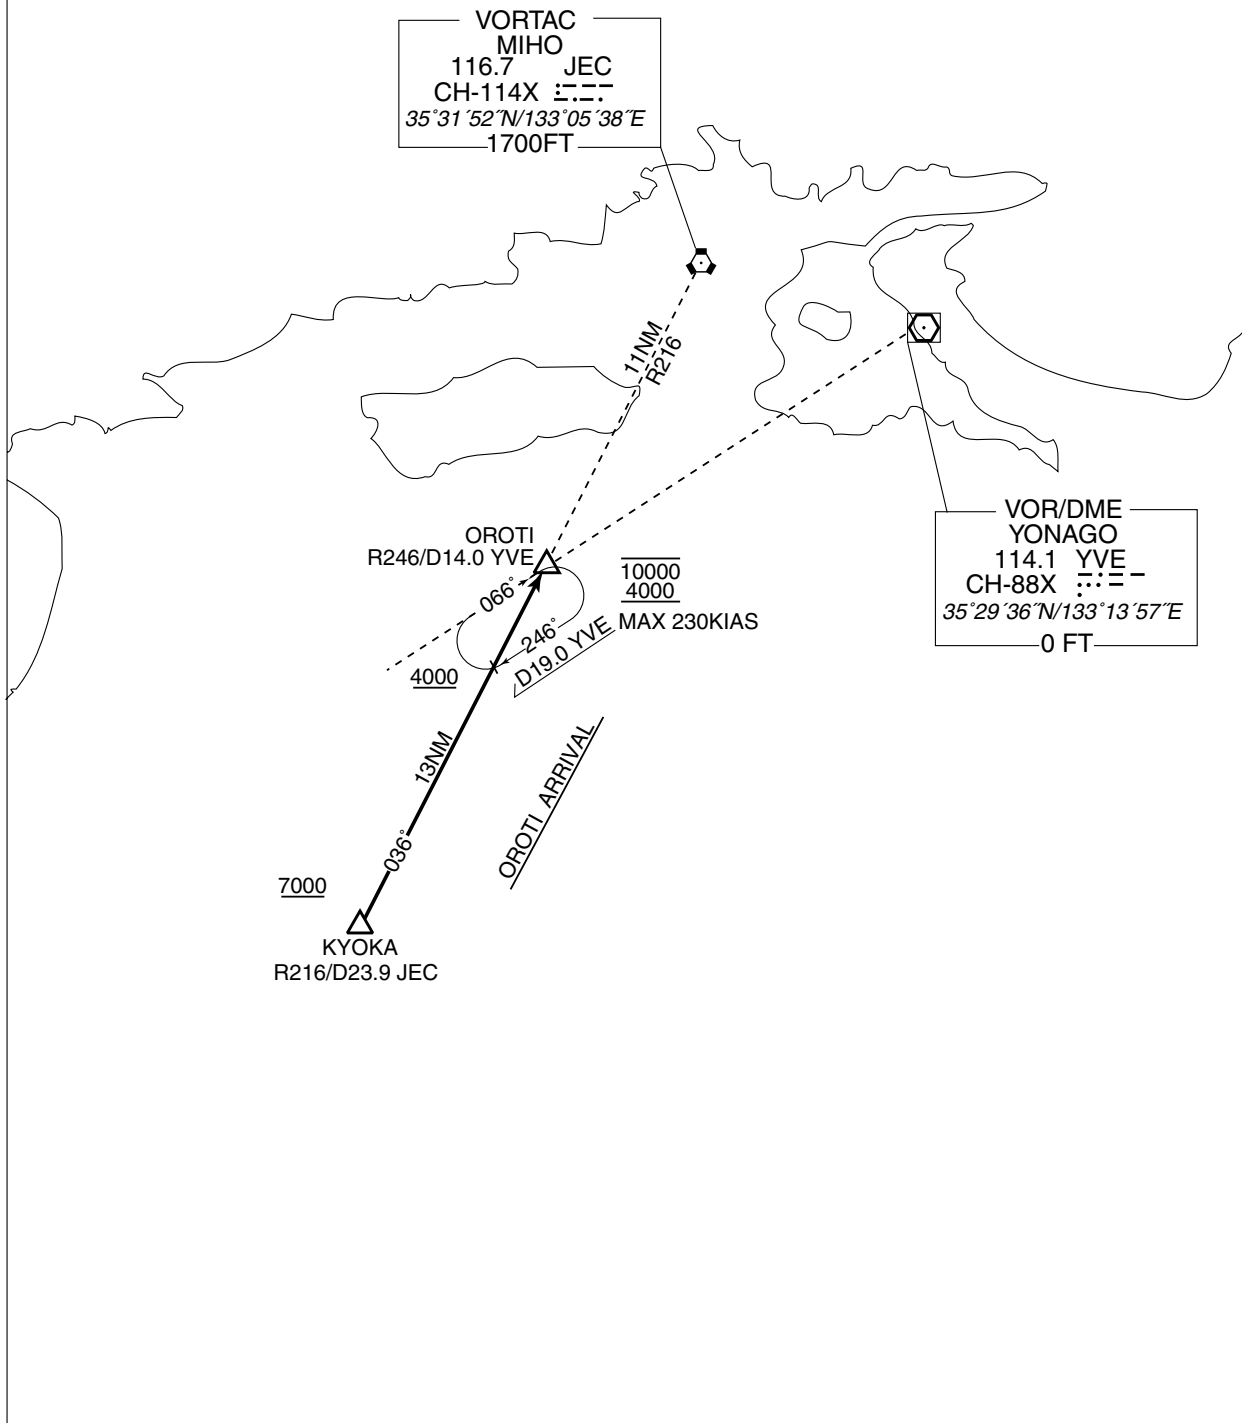 VORTAC
MIHO
116.7 JEC
CH-114X
35°31´52˝N/133°05´38˝E
1700FT
11NM
R216
VOR/DME
YONAGO
114.1 YVE
CH-88X
35°29´36˝N/133°13´57˝E
0 FT
OROTI
R246/D14.0 YVE
066°
246°
D19.0 YVE
10000
4000
MAX 230KIAS
4000
13NM
036°
OROTI ARRIVAL
7000
KYOKA
R216/D23.9 JEC